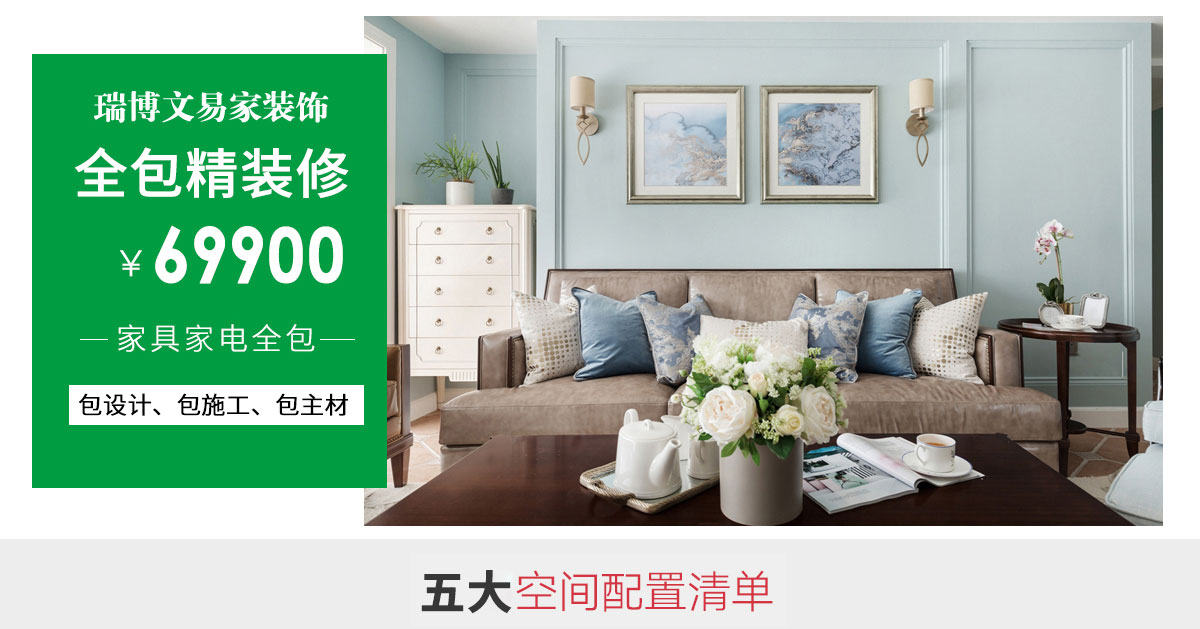 瑞博文易家装饰
全包精装修
¥69900
家具家电全包
包设计、包施工、包主材
五大空间配置清单